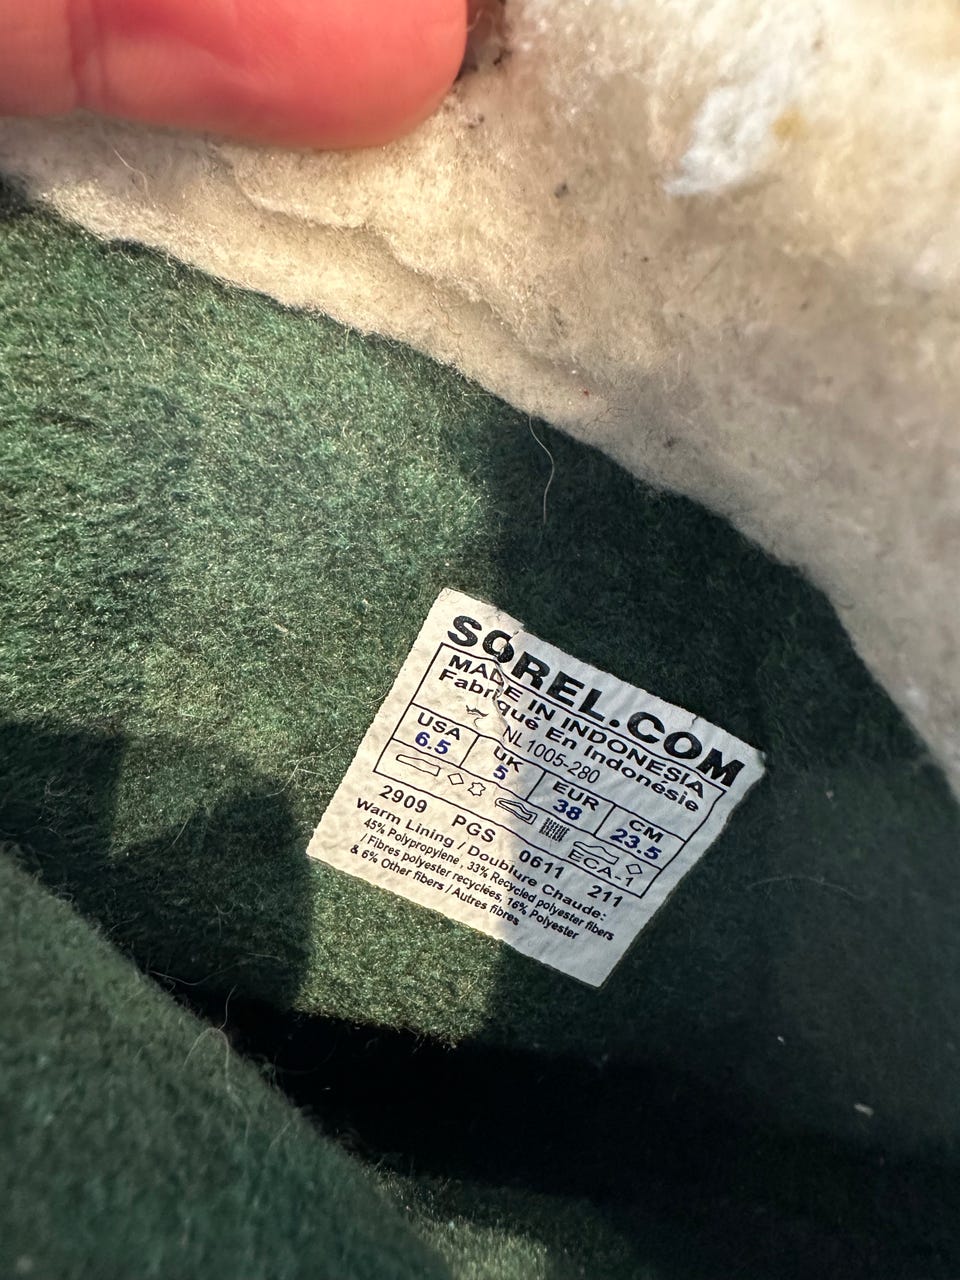 SOREL.COM
MADE IN INDONESIA
Fabriqué En Indonésie
NL1005-280
USA UK EUR CM
6.5 5 38 23.5
ECA-1
2909 PGS 0611 211
Warm Lining / Doublure Chaude:
45% Polypropylene, 33% Recycled polyester fibers
/ Fibres polyester recyclées, 16% Polyester
& 6% Other fibers / Autres fibres